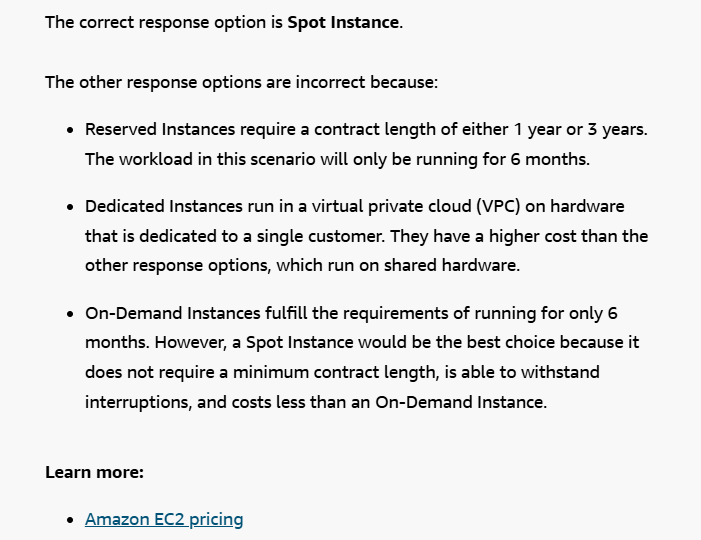 The correct response option is Spot Instance.
The other response options are incorrect because:
• Reserved Instances require a contract length of either 1 year or 3 years.
The workload in this scenario will only be running for 6 months.
• Dedicated Instances run in a virtual private cloud (VPC) on hardware
that is dedicated to a single customer. They have a higher cost than the
other response options, which run on shared hardware.
• On-Demand Instances fulfill the requirements of running for only 6
months. However, a Spot Instance would be the best choice because it
does not require a minimum contract length, is able to withstand
interruptions, and costs less than an On-Demand Instance.
Learn more:
• Amazon EC2 pricing